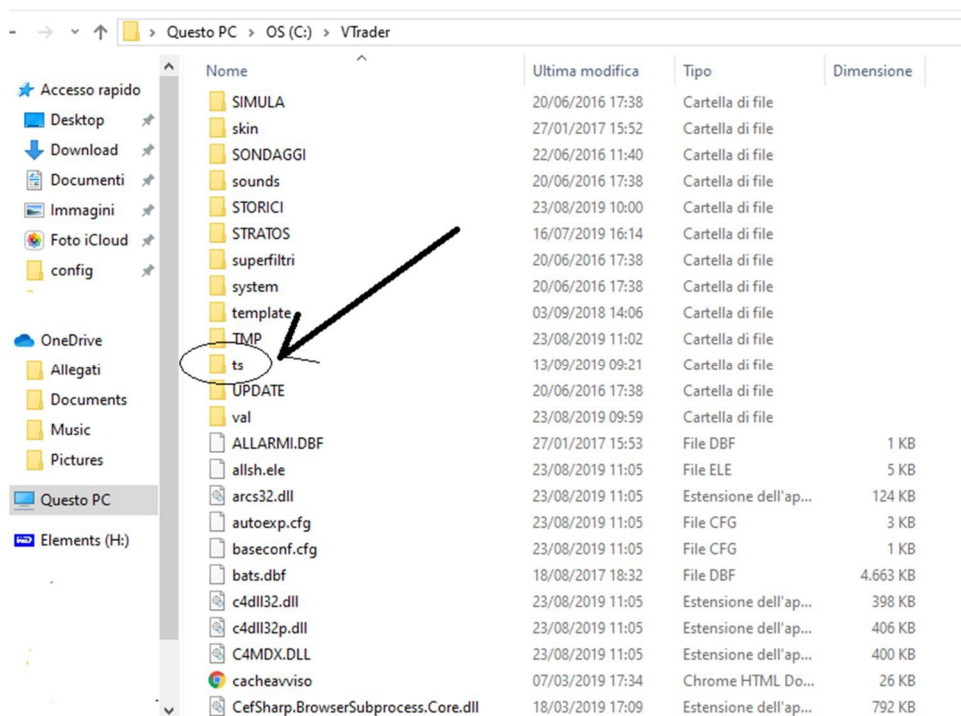 Questo PC > OS (C:) > VTrader
Nome Ultima modifica Tipo Dimensione
Accesso rapido
Desktop
Download
Documenti
Immagini
Foto iCloud
config
OneDrive
Allegati
Documents
Music
Pictures
Questo PC
Elements (H:)
SIMULA 20/06/2016 17:38 Cartella di file
skin 27/01/2017 15:52 Cartella di file
SONDAGGI 22/06/2016 11:40 Cartella di file
sounds 20/06/2016 17:38 Cartella di file
STORICI 23/08/2019 10:00 Cartella di file
STRATOS 16/07/2019 16:14 Cartella di file
superfiltri 20/06/2016 17:38 Cartella di file
system 20/06/2016 17:38 Cartella di file
template 03/09/2018 14:06 Cartella di file
TMP 23/08/2019 11:02 Cartella di file
ts 13/09/2019 09:21 Cartella di file
UPDATE 20/06/2016 17:38 Cartella di file
val 23/08/2019 09:59 Cartella di file
ALLARMI.DBF 27/01/2017 15:53 File DBF 1 KB
allsh.ele 23/08/2019 11:05 File ELE 5 KB
arcs32.dll 23/08/2019 11:05 Estensione dell'ap... 124 KB
autoexp.cfg 23/08/2019 11:05 File CFG 3 KB
baseconf.cfg 23/08/2019 11:05 File CFG 1 KB
bats.dbf 18/08/2017 18:32 File DBF 4.663 KB
c4dll32.dll 23/08/2019 11:05 Estensione dell'ap... 398 KB
c4dll32p.dll 23/08/2019 11:05 Estensione dell'ap... 406 KB
C4MDX.DLL 23/08/2019 11:05 Estensione dell'ap... 400 KB
cacheavviso 07/03/2019 17:34 Chrome HTML Do... 26 KB
CefSharp.BrowserSubprocess.Core.dll 18/03/2019 17:09 Estensione dell'ap... 792 KB